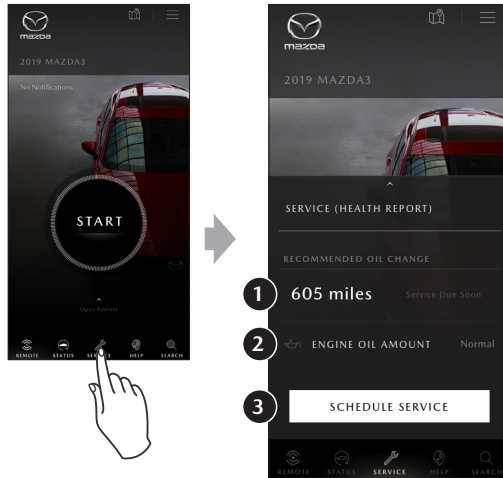 mazda
2019 MAZDA3
No Notifications
START
Open Remote
REMOTE STATUS SERVICE HELP SEARCH
mazda
2019 MAZDA3
SERVICE (HEALTH REPORT)
RECOMMENDED OIL CHANGE
1 605 miles Service Due Soon
2 ENGINE OIL AMOUNT Normal
3 SCHEDULE SERVICE
REMOTE STATUS SERVICE HELP SEARCH